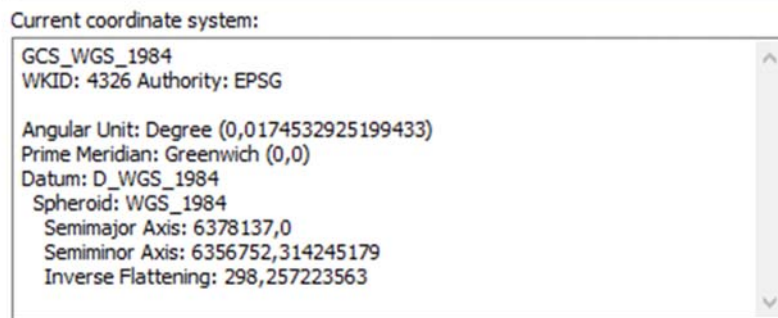 Current coordinate system:
GCS_WGS_1984
WKID: 4326 Authority: EPSG
Angular Unit: Degree (0,0174532925199433)
Prime Meridian: Greenwich (0,0)
Datum: D_WGS_1984
Spheroid: WGS_1984
Semimajor Axis: 6378137,0
Semiminor Axis: 6356752,314245179
Inverse Flattening: 298,257223563